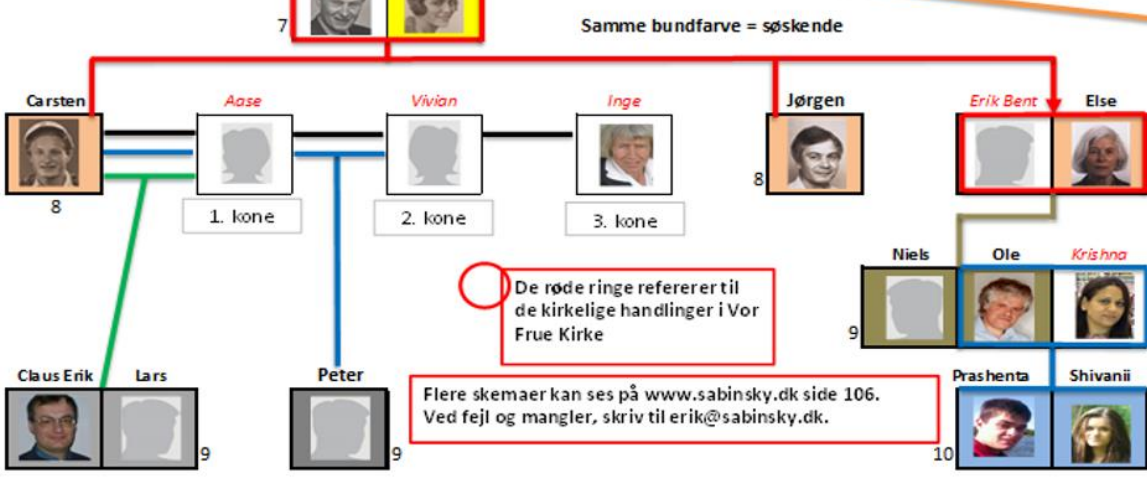 7
Samme bundfarve = søskende
Carsten
Aase
Vivian
Inge
Jørgen
Erik Bent
Else
8
8
1. kone
2. kone
3. kone
Niels
Ole
Krishna
De røde ringe refererer til
de kirkelige handlinger i Vor
Frue Kirke
9
Claus Erik
Lars
Peter
Prashenta
Shivanii
Flere skemaer kan ses på www.sabinsky.dk side 106.
Ved fejl og mangler, skriv til erik@sabinsky.dk.
9
9
10